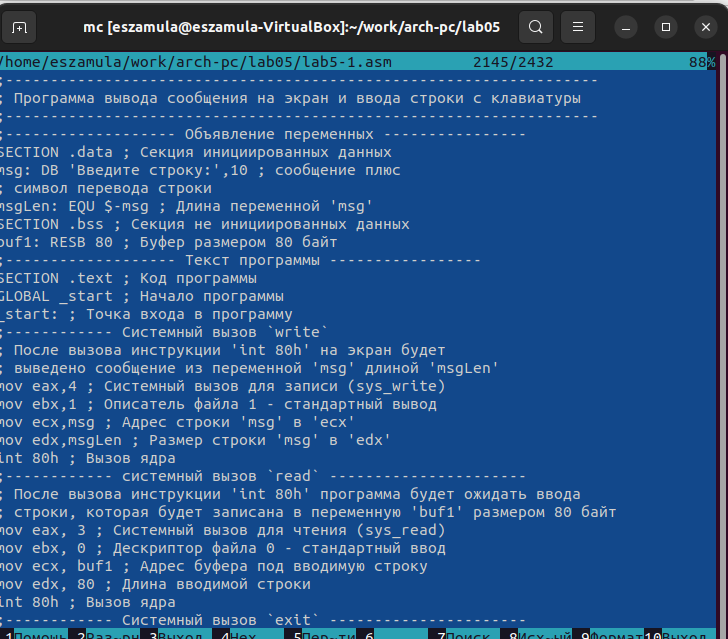 mc [eszamula@eszamula-VirtualBox]:~/work/arch-pc/lab05
/home/eszamula/work/arch-pc/lab05/lab5-1.asm 2145/2432 88%
;------------------------------------------------------------------
; Программа вывода сообщения на экран и ввода строки с клавиатуры
;------------------------------------------------------------------
;------------------- Объявление переменных ----------------
SECTION .data ; Секция инициированных данных
msg: DB 'Введите строку:',10 ; сообщение плюс
; символ перевода строки
msgLen: EQU $-msg ; Длина переменной 'msg'
SECTION .bss ; Секция не инициированных данных
buf1: RESB 80 ; Буфер размером 80 байт
;------------------- Текст программы -----------------
SECTION .text ; Код программы
GLOBAL _start ; Начало программы
_start: ; Точка входа в программу
;------------ Системный вызов `write`
; После вызова инструкции 'int 80h' на экран будет
; выведено сообщение из переменной 'msg' длиной 'msgLen'
mov eax,4 ; Системный вызов для записи (sys_write)
mov ebx,1 ; Описатель файла 1 - стандартный вывод
mov ecx,msg ; Адрес строки 'msg' в 'ecx'
mov edx,msgLen ; Размер строки 'msg' в 'edx'
int 80h ; Вызов ядра
;------------ системный вызов `read` ----------------------
; После вызова инструкции 'int 80h' программа будет ожидать ввода
; строки, которая будет записана в переменную 'buf1' размером 80 байт
mov eax, 3 ; Системный вызов для чтения (sys_read)
mov ebx, 0 ; Дескриптор файла 0 - стандартный ввод
mov ecx, buf1 ; Адрес буфера под вводимую строку
mov edx, 80 ; Длина вводимой строки
int 80h ; Вызов ядра
;------------ Системный вызов `exit` ----------------------
1Помощь 2Раз~рн 3Выход 4Hex 5Пер~ти 6 7Поиск 8Исх~ый 9Формат10Выход